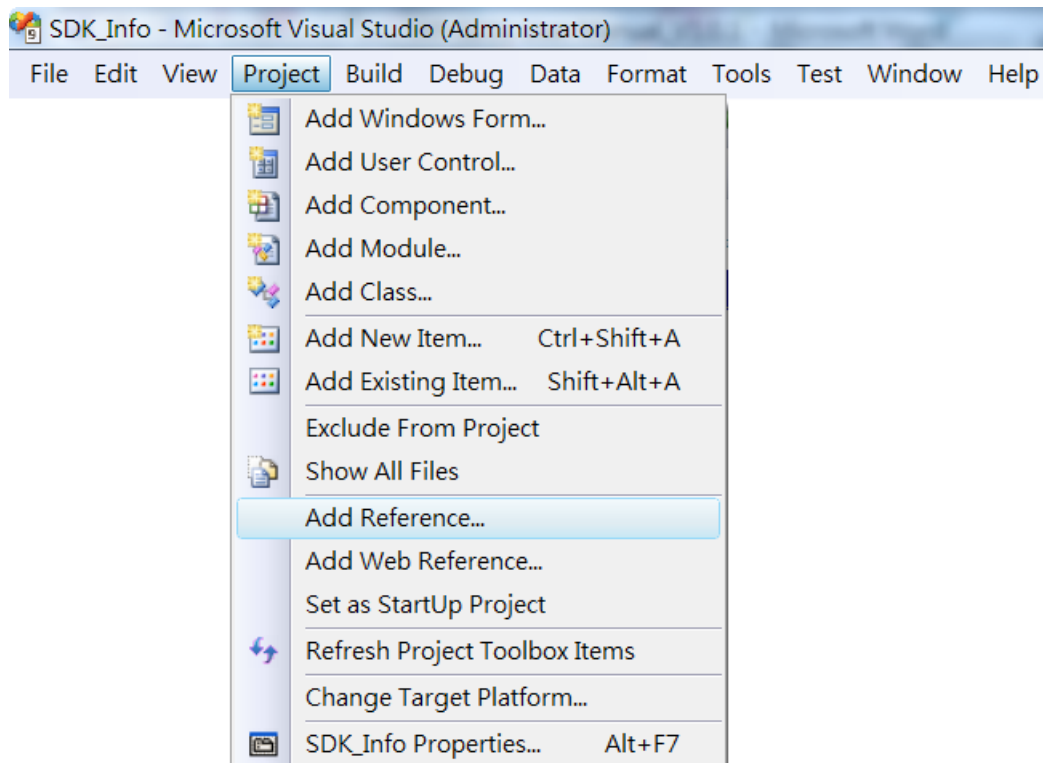 SDK_Info - Microsoft Visual Studio (Administrator)
File Edit View Project Build Debug Data Format Tools Test Window Help
Add Windows Form...
Add User Control...
Add Component...
Add Module...
Add Class...
Add New Item... Ctrl+Shift+A
Add Existing Item... Shift+Alt+A
Exclude From Project
Show All Files
Add Reference...
Add Web Reference...
Set as StartUp Project
Refresh Project Toolbox Items
Change Target Platform...
SDK_Info Properties... Alt+F7